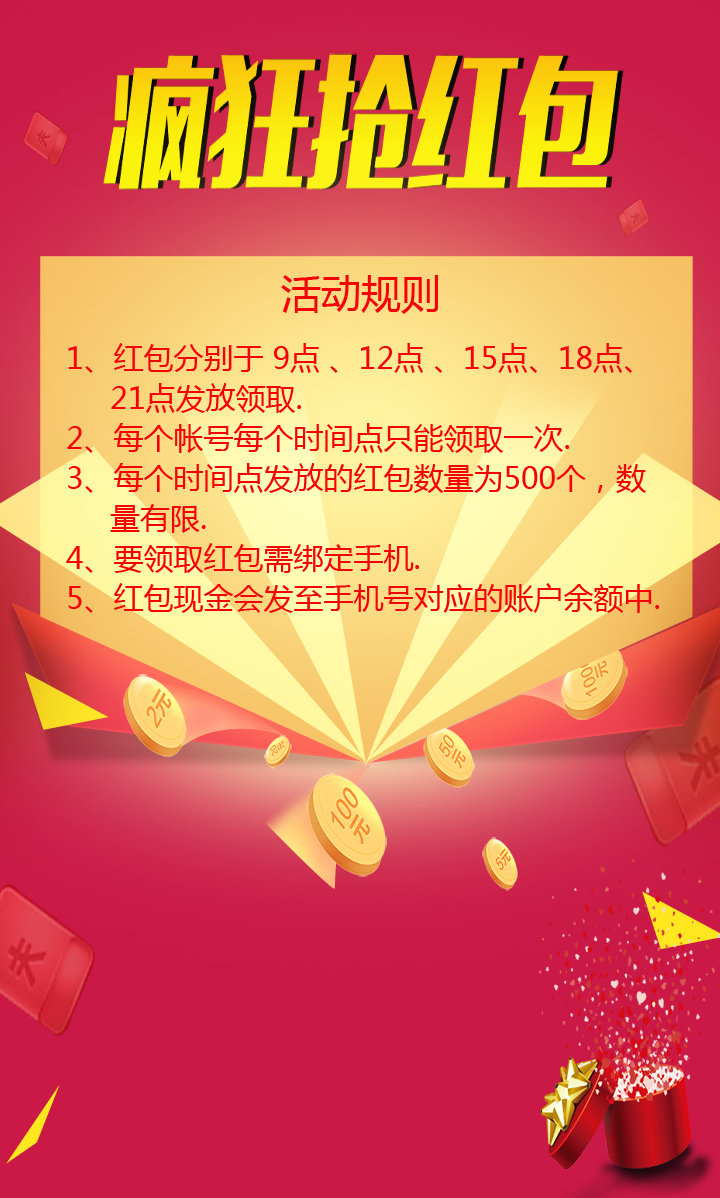 疯狂抢红包
活动规则
1、红包分别于 9点 、12点 、15点、18点、
21点发放领取.
2、每个帐号每个时间点只能领取一次.
3、每个时间点发放的红包数量为500个，数
量有限.
4、要领取红包需绑定手机.
5、红包现金会发至手机号对应的账户余额中.
2元
50元
100元
5元